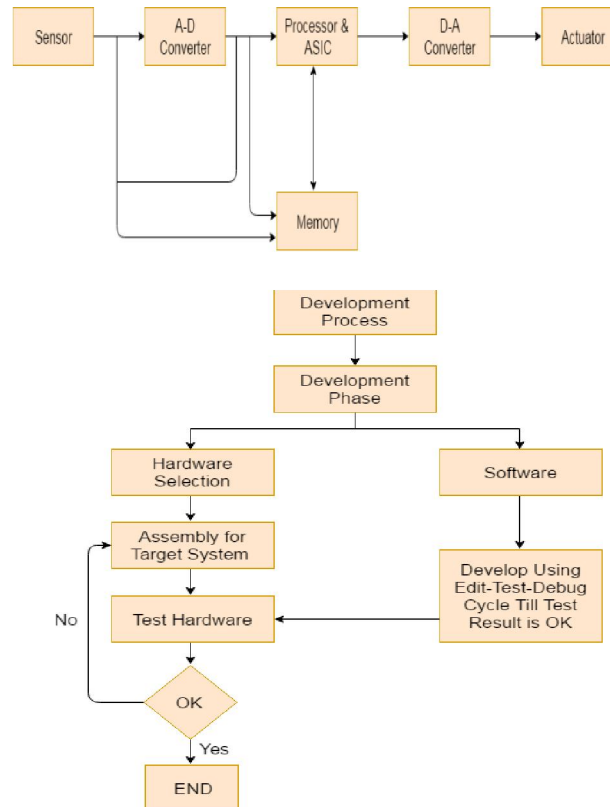 Sensor
A-D
Converter
Processor &
ASIC
D-A
Converter
Actuator
Memory
Development
Process
Development
Phase
Hardware
Selection
Software
Assembly for
Target System
Develop Using
Edit-Test-Debug
Cycle Till Test
Result is OK
No
Test Hardware
OK
Yes
END